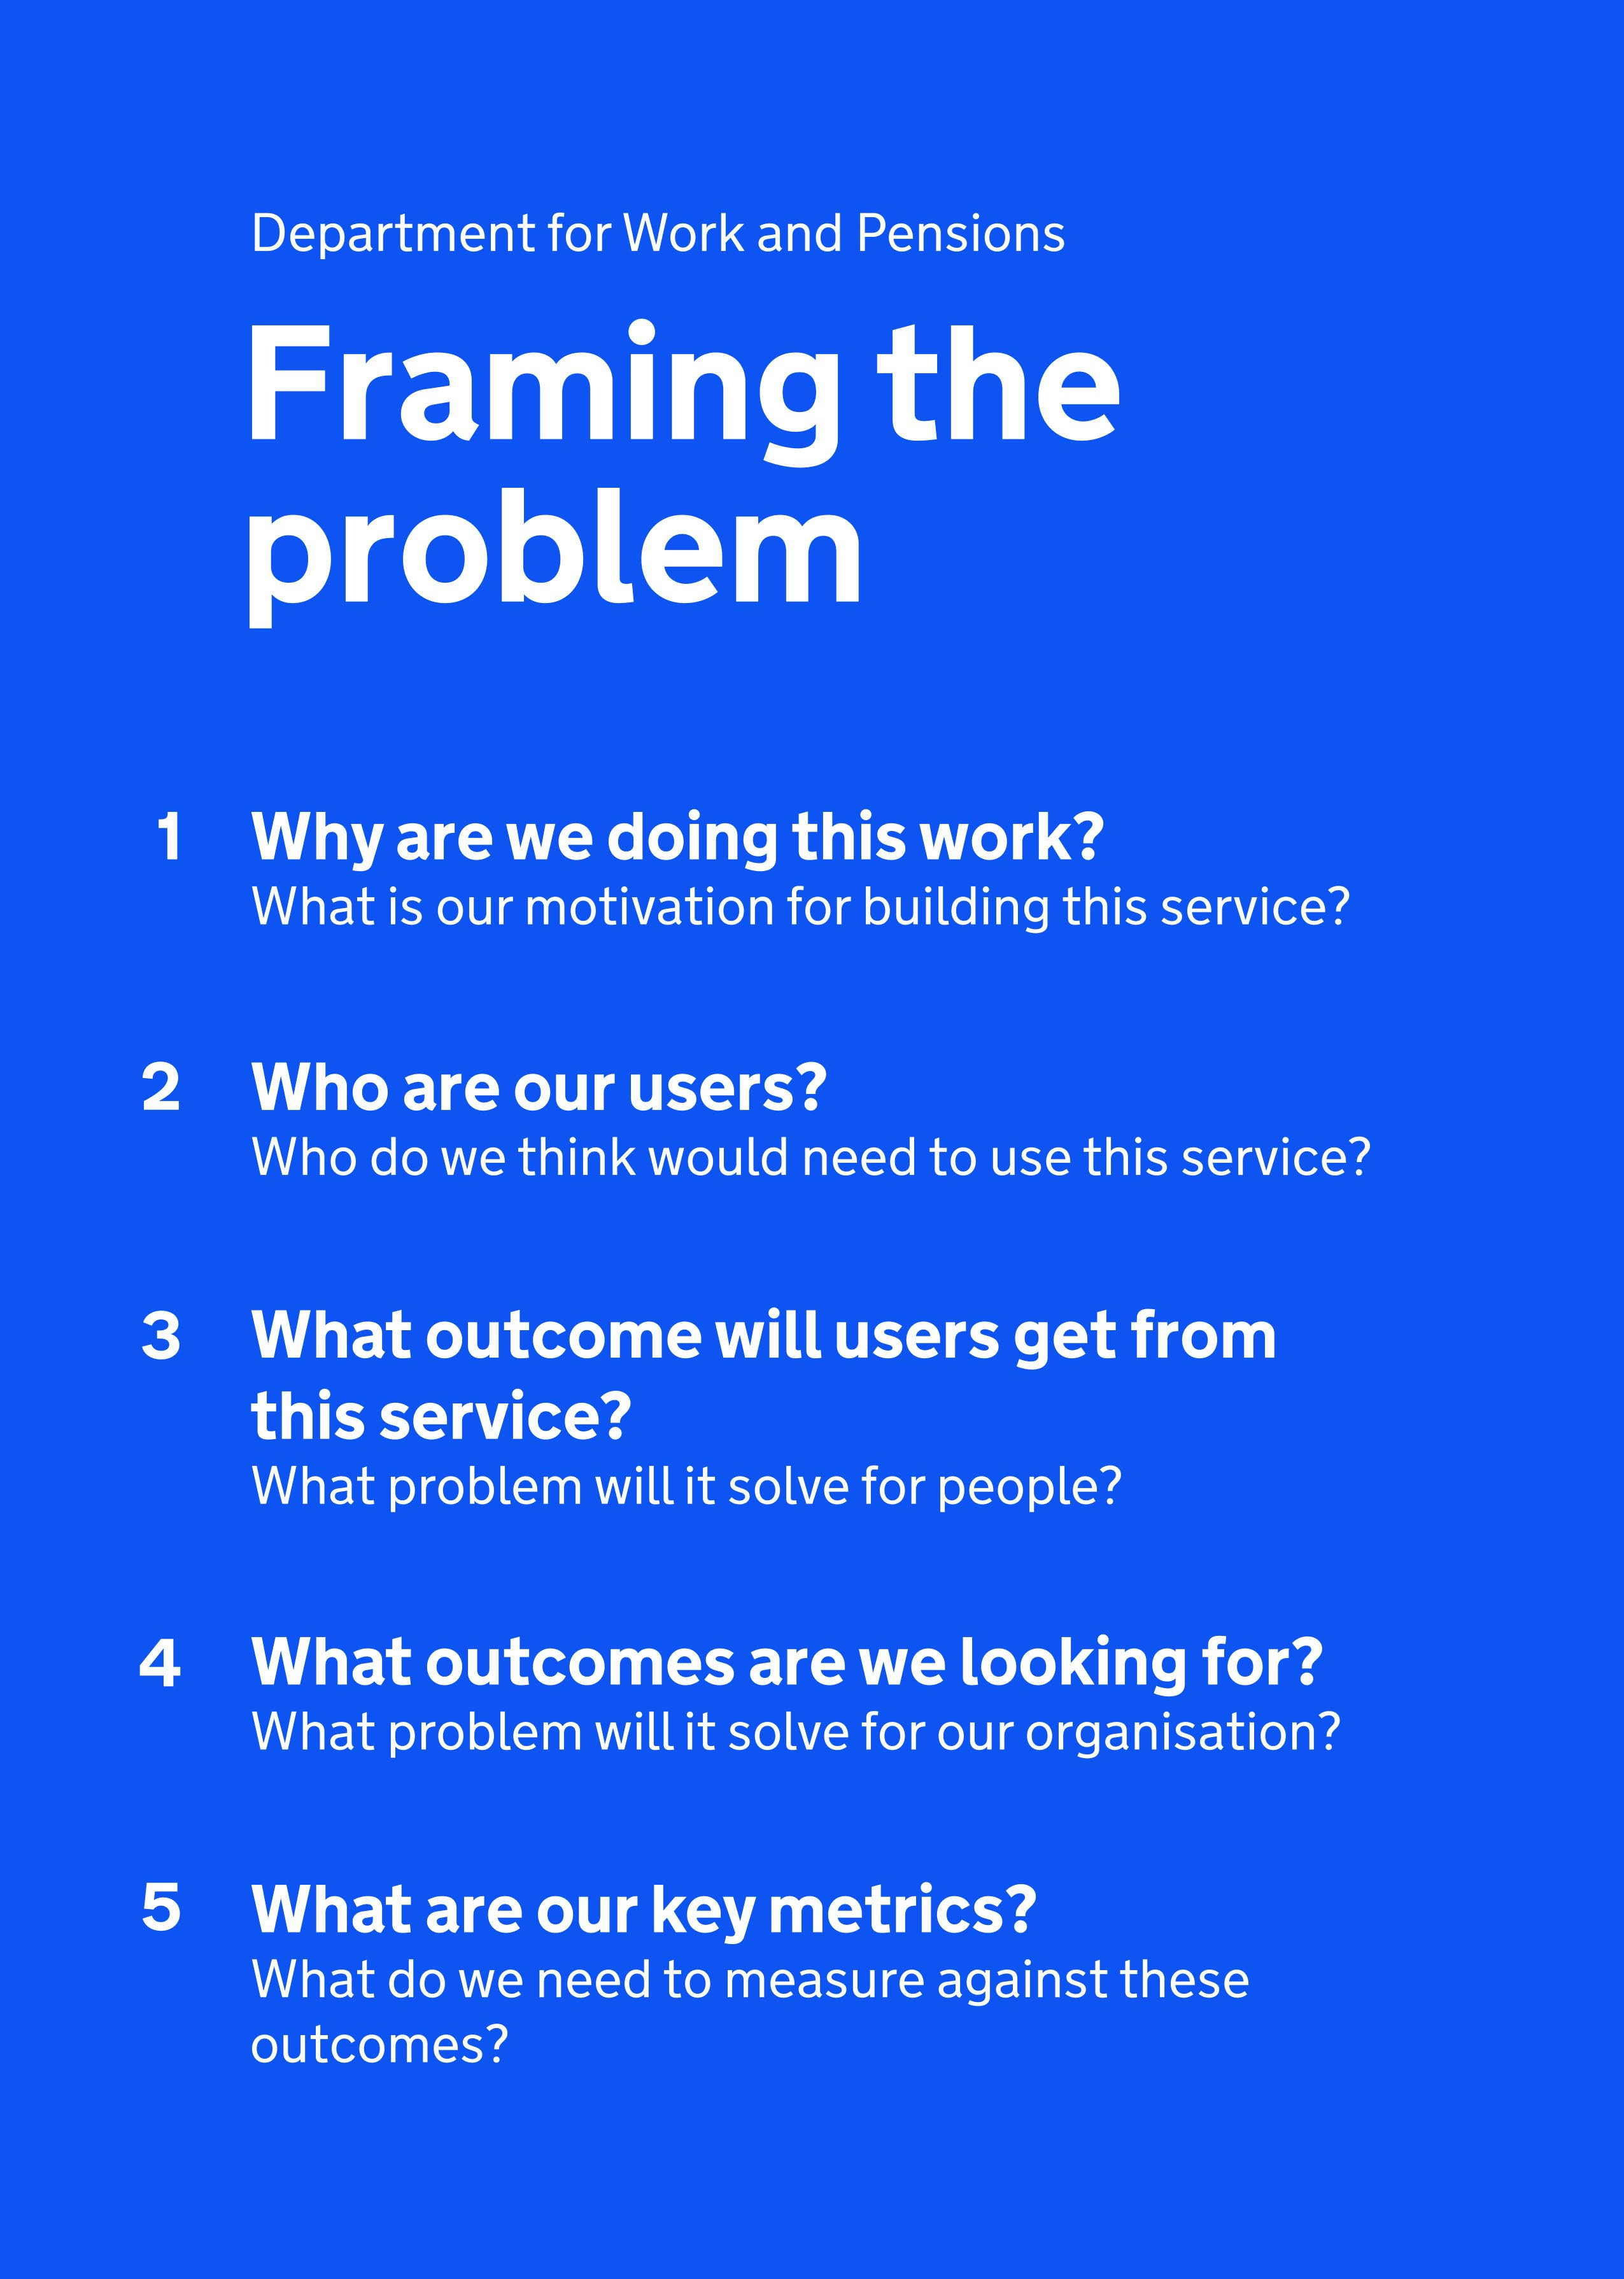 Department for Work and Pensions
Framing the
problem
1 Why are we doing this work?
What is our motivation for building this service?
2 Who are our users?
Who do we think would need to use this service?
3 What outcome will users get from
this service?
What problem will it solve for people?
4 What outcomes are we looking for?
What problem will it solve for our organisation?
5 What are our key metrics?
What do we need to measure against these
outcomes?